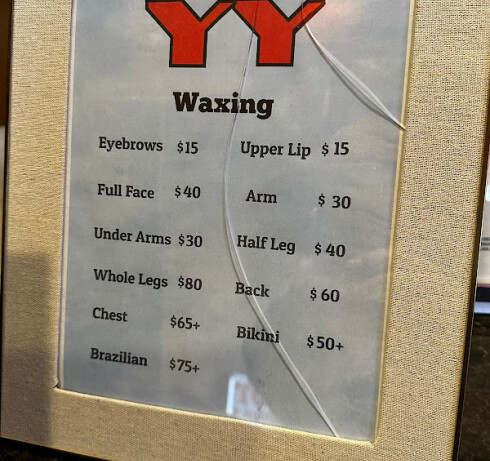 YY
Waxing
Eyebrows $15 Upper Lip $15
Full Face $40 Arm $30
Under Arms $30 Half Leg $40
Whole Legs $80 Back $60
Chest $65+ Bikini $50+
Brazilian $75+